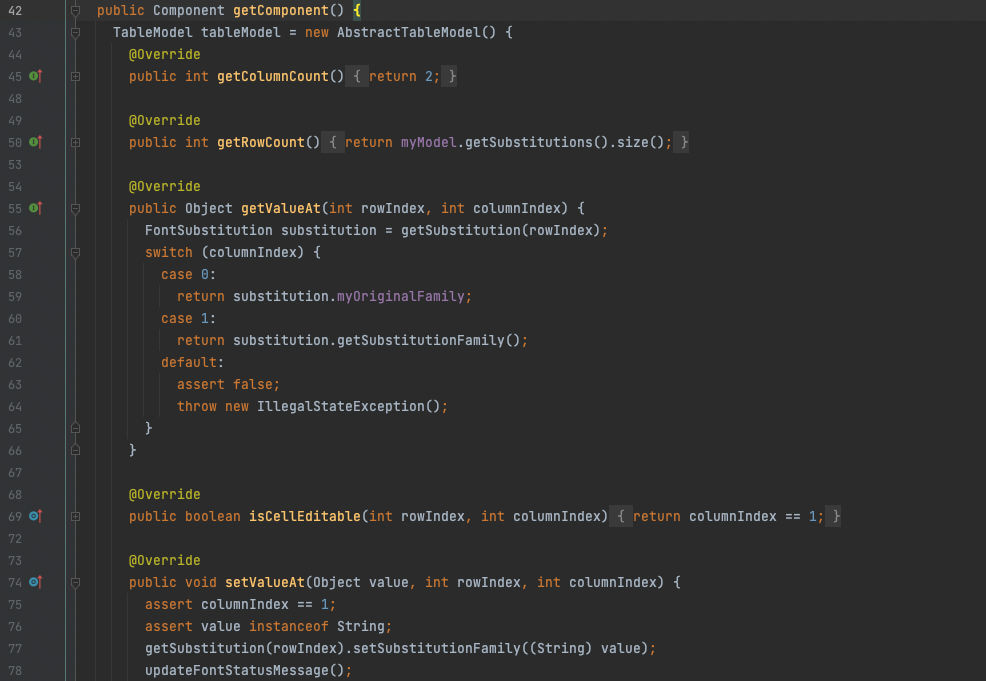 42 public Component getComponent() {
43 TableModel tableModel = new AbstractTableModel() {
44 @Override
45 public int getColumnCount() { return 2; }
48
49 @Override
50 public int getRowCount() { return myModel.getSubstitutions().size(); }
53
54 @Override
55 public Object getValueAt(int rowIndex, int columnIndex) {
56 FontSubstitution substitution = getSubstitution(rowIndex);
57 switch (columnIndex) {
58 case 0:
59 return substitution.myOriginalFamily;
60 case 1:
61 return substitution.getSubstitutionFamily();
62 default:
63 assert false;
64 throw new IllegalStateException();
65 }
66 }
67
68 @Override
69 public boolean isCellEditable(int rowIndex, int columnIndex) { return columnIndex == 1; }
72
73 @Override
74 public void setValueAt(Object value, int rowIndex, int columnIndex) {
75 assert columnIndex == 1;
76 assert value instanceof String;
77 getSubstitution(rowIndex).setSubstitutionFamily((String) value);
78 updateFontStatusMessage();